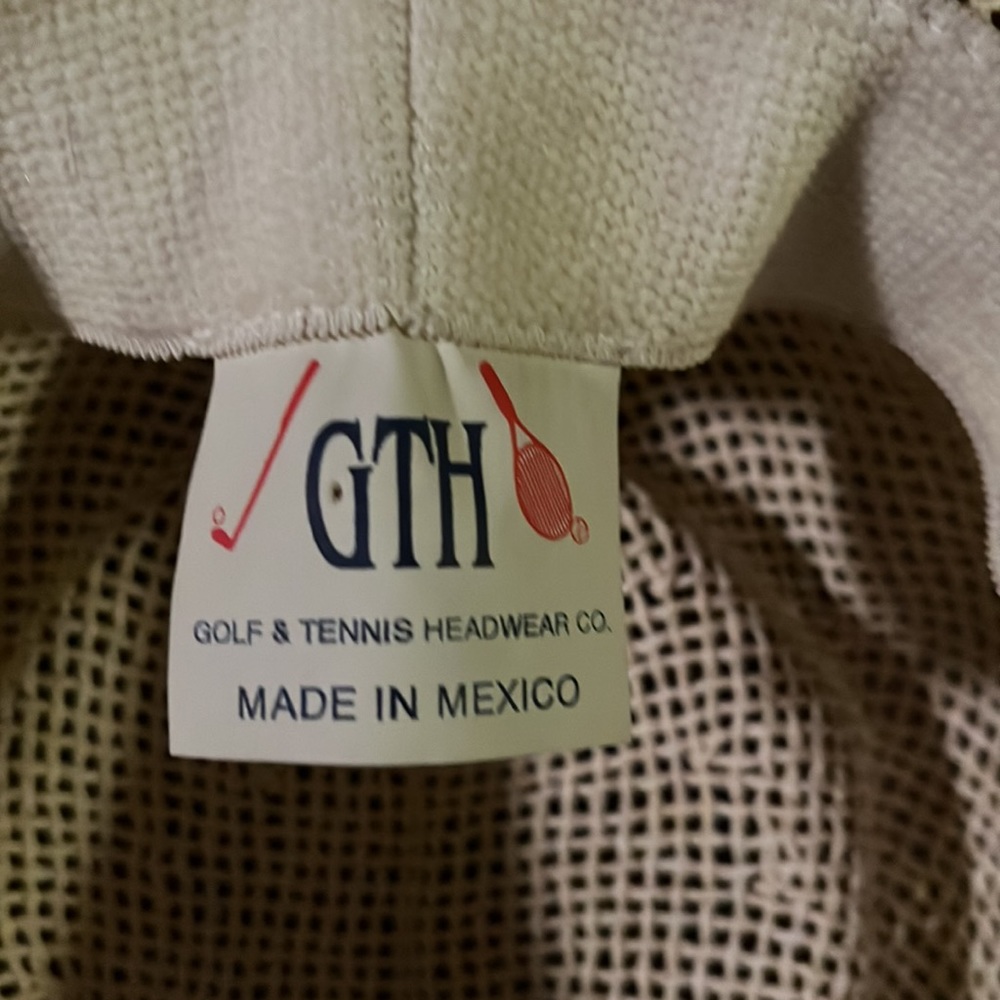 GTH
GOLF & TENNIS HEADWEAR CO.
MADE IN MEXICO